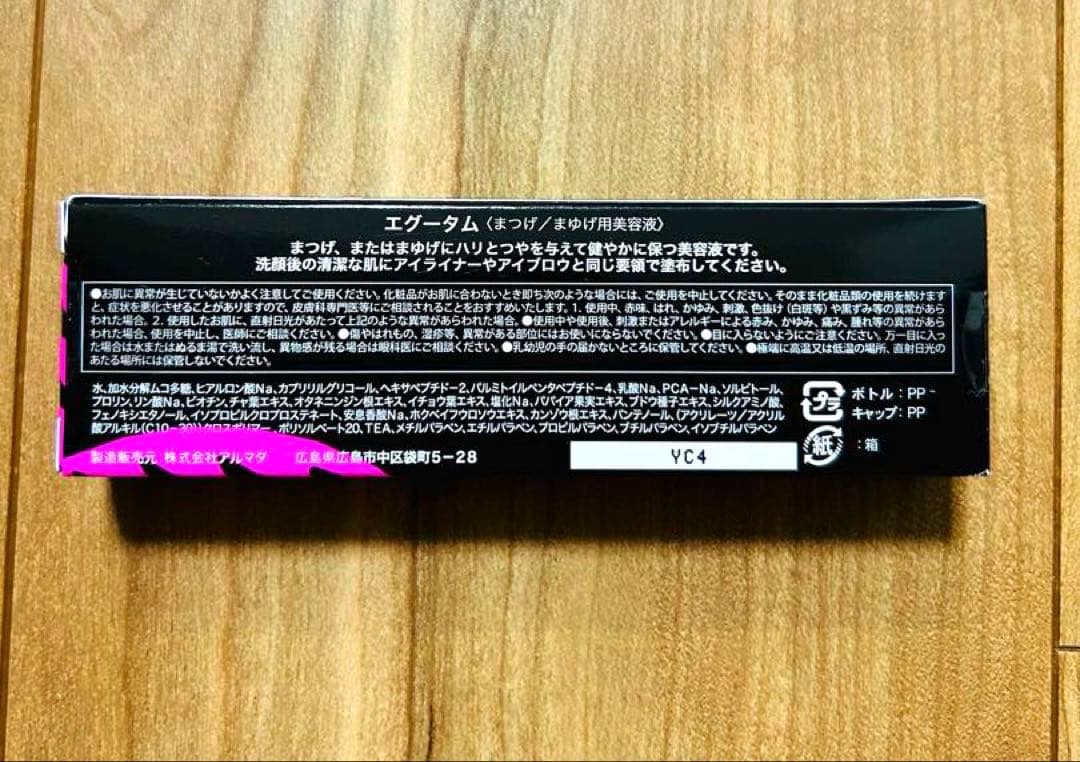 エグータム〈まつげ／まゆげ用美容液〉
まつげ、またはまゆげにハリとつやを与えて健やかに保つ美容液です。
洗顔後の清潔な肌にアイライナーやアイブロウと同じ要領で塗布してください。
●お肌に異常が生じていないかよく注意してご使用ください。化粧品がお肌に合わないとき即ち次のような場合には、ご使用を中止してください。そのまま化粧品類の使用を続けます
と、症状を悪化させることがありますので、皮膚科専門医等にご相談されることをおすすめいたします。1. 使用中、赤味、はれ、かゆみ、刺激、色抜け（白斑等）や黒ずみ等の異常があら
われた場合。2. 使用したお肌に、直射日光があたって上記のような異常があらわれた場合。●使用中や使用後、刺激またはアレルギーによる赤み、かゆみ、痛み、腫れ等の異常があら
われた場合、使用を中止し、医師にご相談ください。●傷やはれもの、湿疹等、異常がある部位にはお使いにならないでください。●目に入らないようにご注意ください。万一目に入っ
た場合は水またはぬるま湯で洗い流し、異物感が残る場合は眼科医にご相談ください。●乳幼児の手の届かないところに保管してください。●極端に高温又は低温の場所、直射日光の
あたる場所には保管しないでください。
水、加水分解ムコ多糖、ヒアルロン酸Na、カプリリルグリコール、ヘキサペプチド-2、パルミトイルペンタペプチド-4、乳酸Na、PCA-Na、ソルビトール、
プロリン、リン酸Na、ビオチン、チャ葉エキス、オタネニンジン根エキス、イチョウ葉エキス、塩化Na、パパイア果実エキス、ブドウ種子エキス、シルクアミノ酸、
フェノキシエタノール、イソプロピルクロプロステネート、安息香酸Na、ホクベイフウロソウエキス、カンゾウ根エキス、パンテノール、（アクリレーツ／アクリル
酸アルキル(C10-30)）クロスポリマー、ポリソルベート20、TEA、メチルパラベン、エチルパラベン、プロピルパラベン、ブチルパラベン、イソブチルパラベン
プラ
ボトル：PP
キャップ：PP
紙
：箱
製造販売元 株式会社アルマダ 広島県広島市中区袋町5-28
YC4